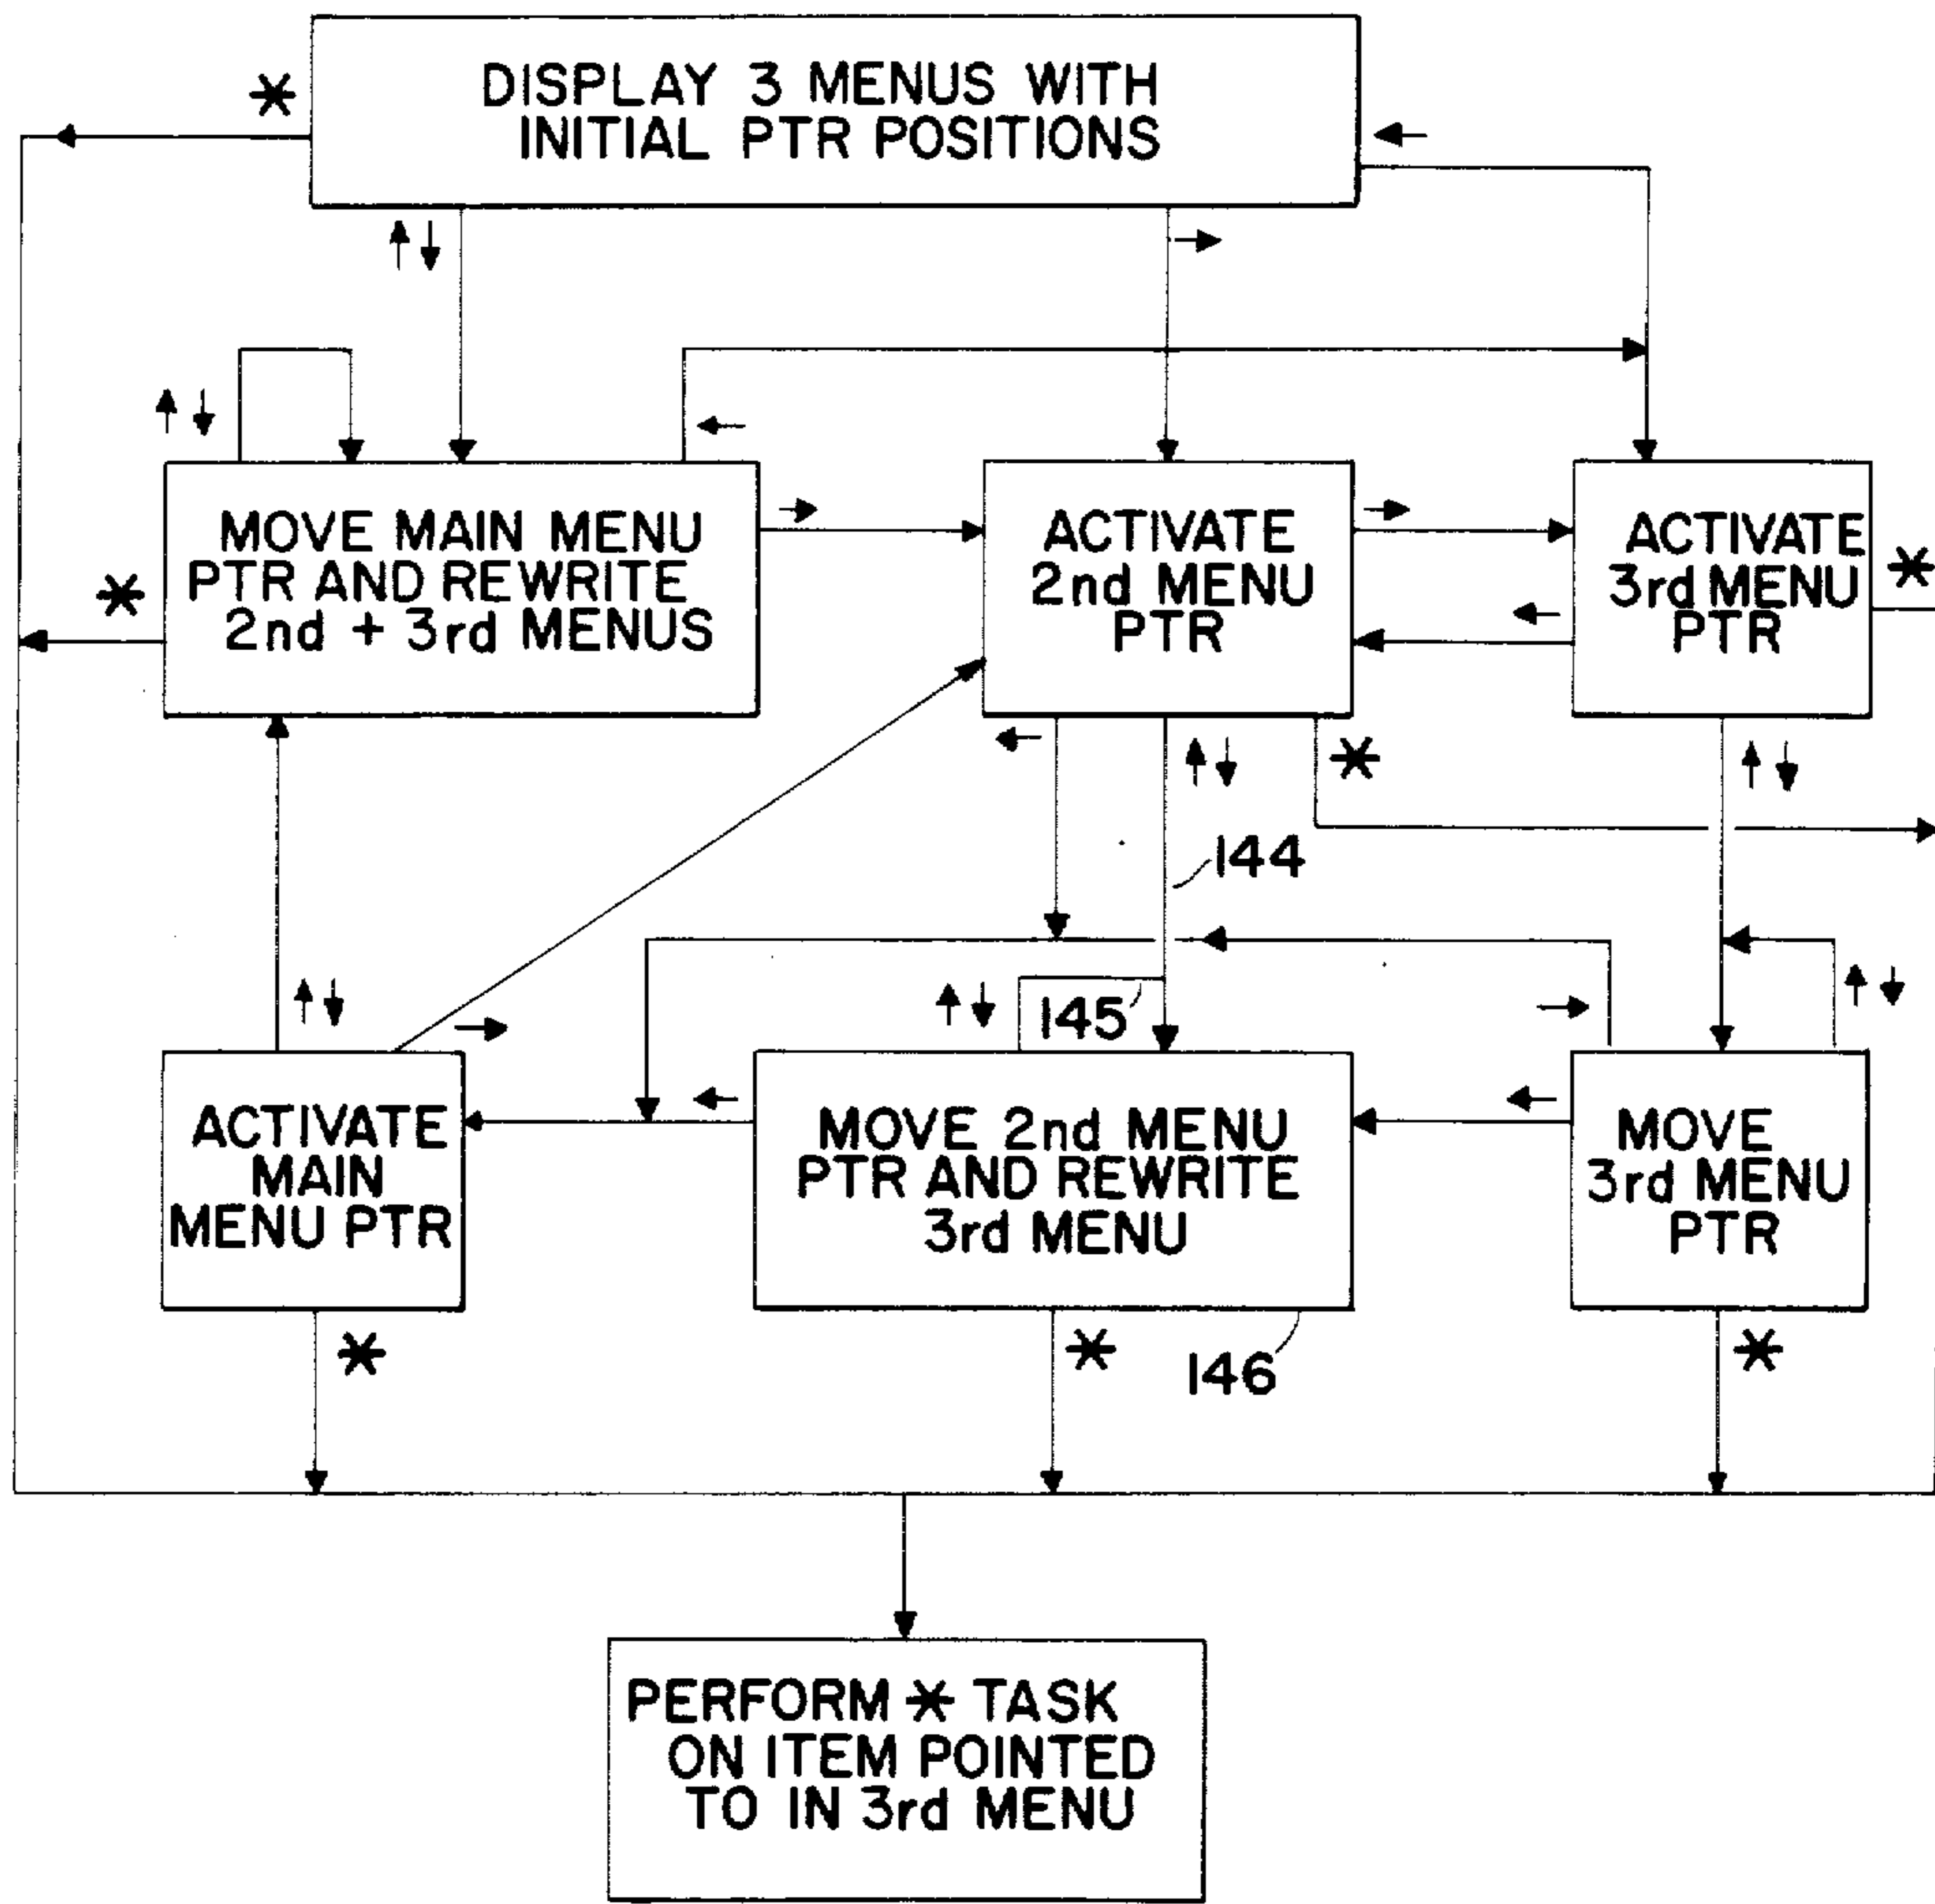 DISPLAY 3 MENUS WITH
INITIAL PTR POSITIONS
*
←
↑↓
→
↑↓
←
MOVE MAIN MENU
PTR AND REWRITE
2nd + 3rd MENUS
*
→
ACTIVATE
2nd MENU
PTR
→
←
ACTIVATE
3rd MENU
PTR
*
←
↑↓
*
↑↓
144
↑↓
→
↑↓
145
→
↑↓
ACTIVATE
MAIN
MENU PTR
←
MOVE 2nd MENU
PTR AND REWRITE
3rd MENU
←
MOVE
3rd MENU
PTR
*
*
146
*
PERFORM * TASK
ON ITEM POINTED
TO IN 3rd MENU